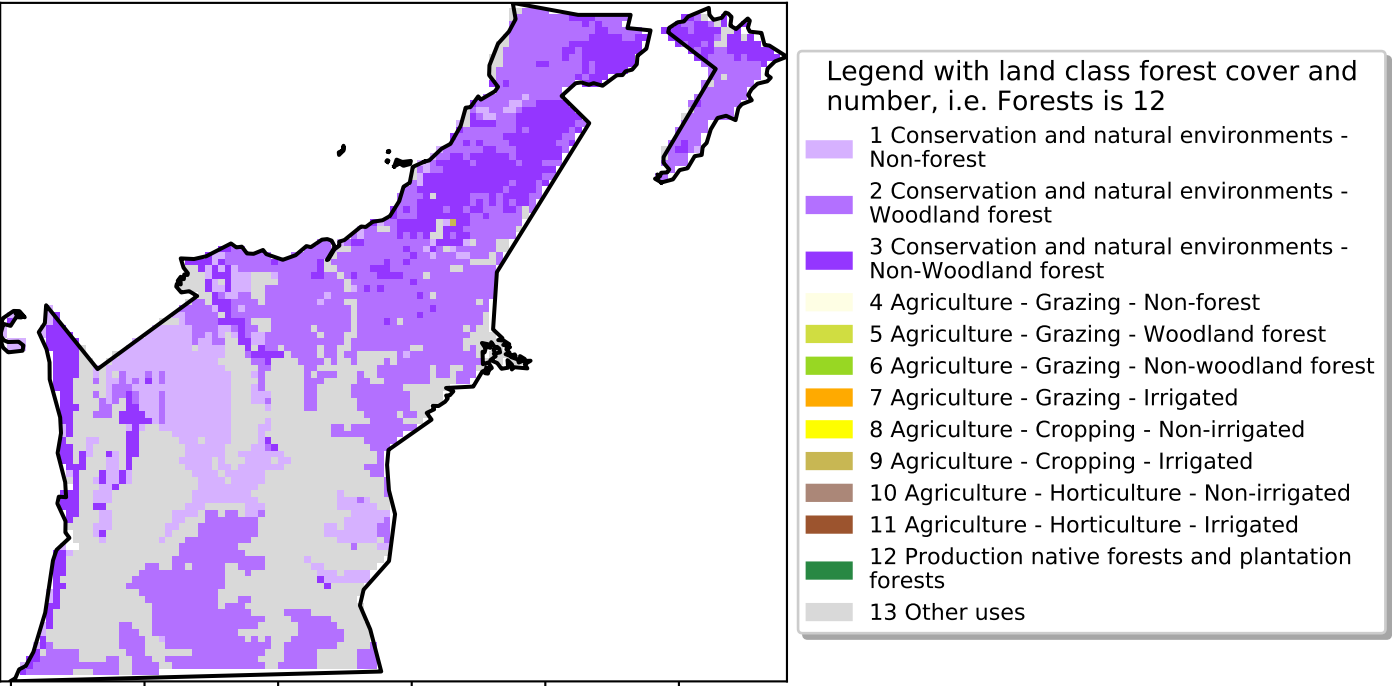 Legend with land class forest cover and
number, i.e. Forests is 12
1 Conservation and natural environments -
Non-forest
2 Conservation and natural environments -
Woodland forest
3 Conservation and natural environments -
Non-Woodland forest
4 Agriculture - Grazing - Non-forest
5 Agriculture - Grazing - Woodland forest
6 Agriculture - Grazing - Non-woodland forest
7 Agriculture - Grazing - Irrigated
8 Agriculture - Cropping - Non-irrigated
9 Agriculture - Cropping - Irrigated
10 Agriculture - Horticulture - Non-irrigated
11 Agriculture - Horticulture - Irrigated
12 Production native forests and plantation
forests
13 Other uses